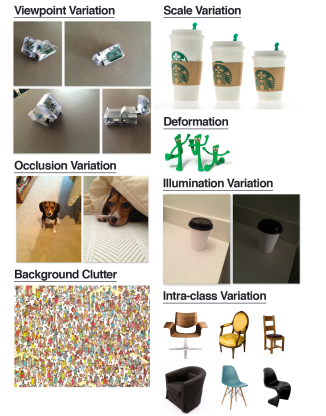 Viewpoint Variation
Scale Variation
Deformation
Occlusion Variation
Illumination Variation
Background Clutter
Intra-class Variation